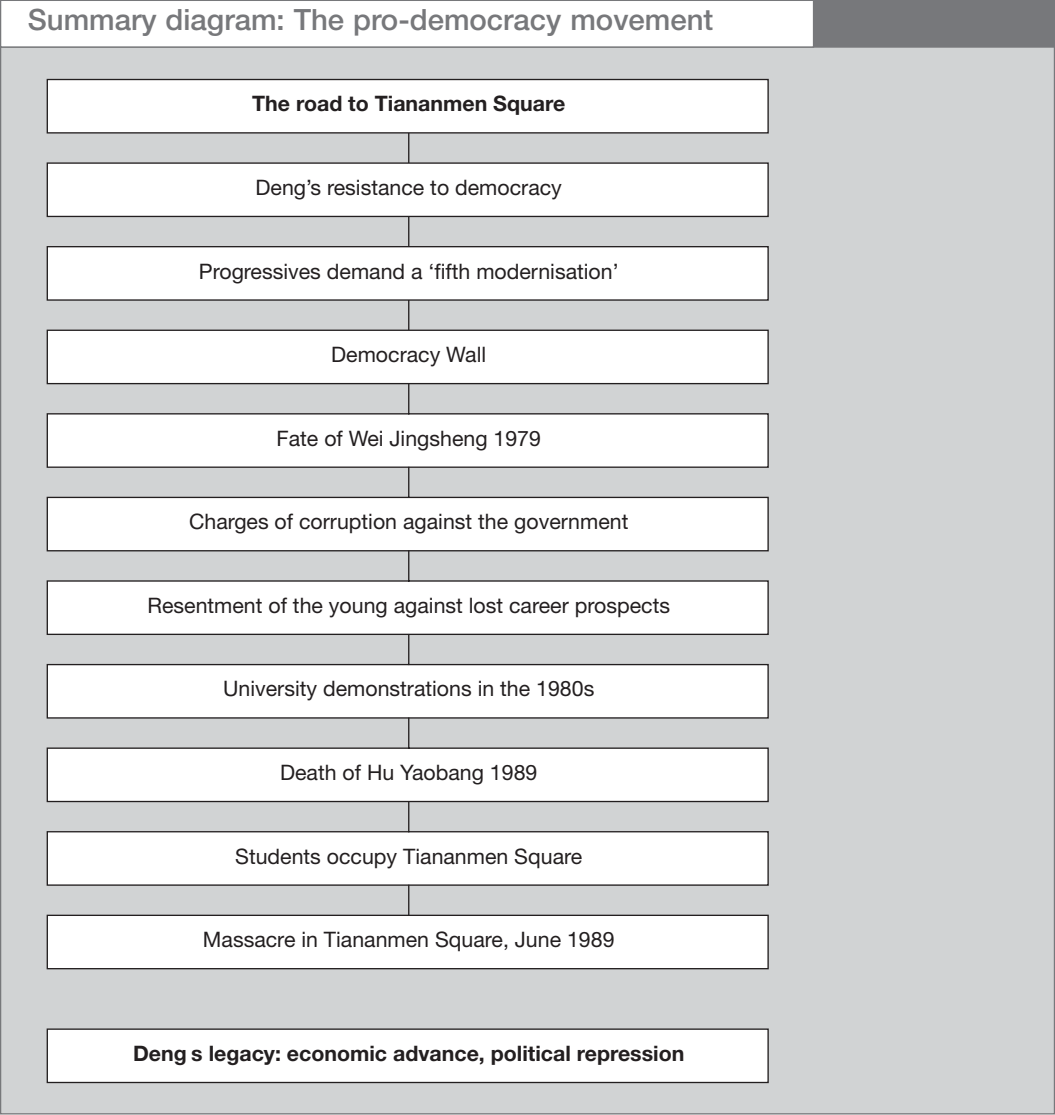 Summary diagram: The pro-democracy movement
The road to Tiananmen Square
Deng’s resistance to democracy
Progressives demand a ‘fifth modernisation’
Democracy Wall
Fate of Wei Jingsheng 1979
Charges of corruption against the government
Resentment of the young against lost career prospects
University demonstrations in the 1980s
Death of Hu Yaobang 1989
Students occupy Tiananmen Square
Massacre in Tiananmen Square, June 1989
Deng s legacy: economic advance, political repression